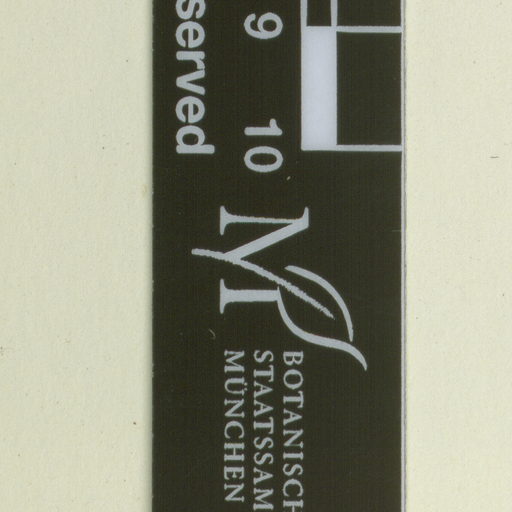 served
9 10
BOTANISCH
STAATSSAM
MÜNCHEN